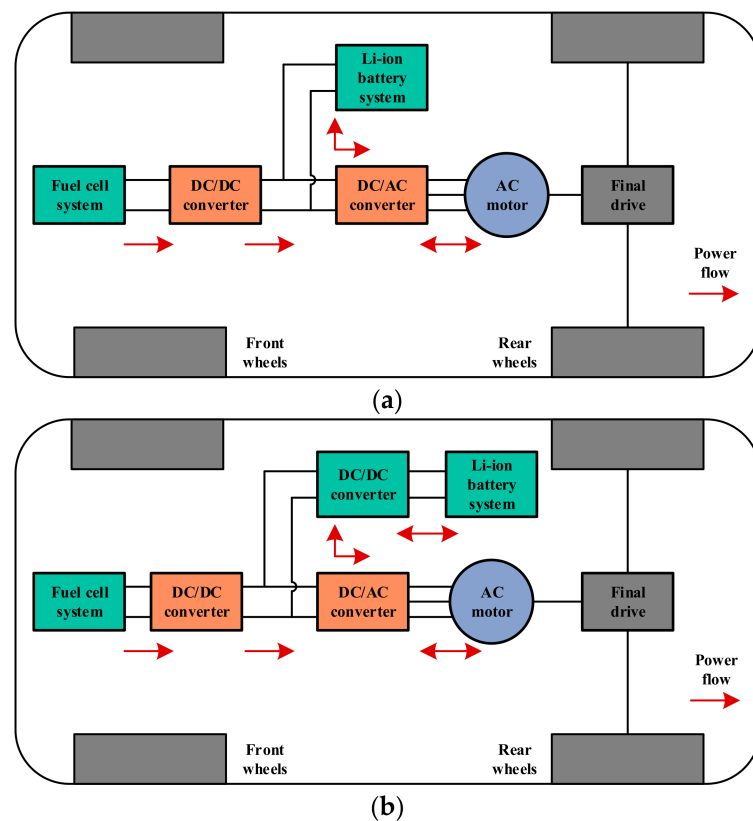 Li-ion
battery
system
Fuel cell
system
DC/DC
converter
DC/AC
converter
AC
motor
Final
drive
Power
flow
Front
wheels
Rear
wheels
(a)
DC/DC
converter
Li-ion
battery
system
Fuel cell
system
DC/DC
converter
DC/AC
converter
AC
motor
Final
drive
Power
flow
Front
wheels
Rear
wheels
(b)